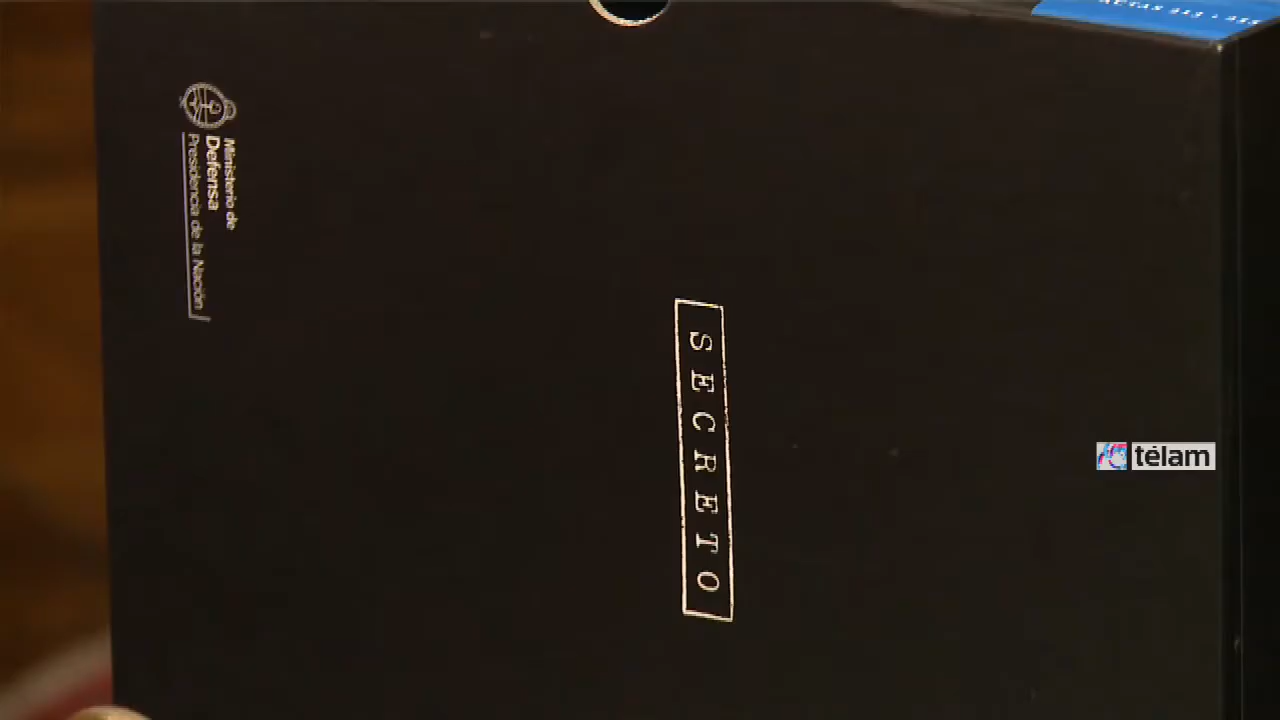 Ministerio de
Defensa
Presidencia de la Nación
SECRETO
télam